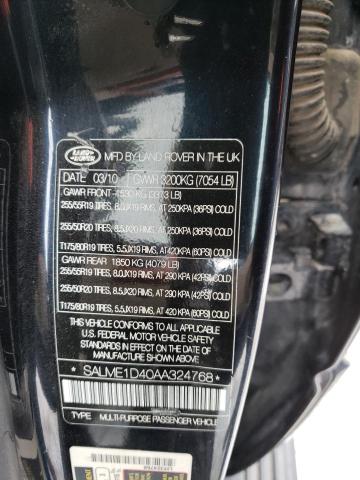 LAND ROVER
MFD BY LAND ROVER IN THE UK
DATE 03/10 GVWR 3200KG (7054 LB)
GAWR FRONT 1530 KG (3373 LB)
255/55R19 TIRES, 8.0JX19 RIMS, AT 250KPA (36PSI) COLD
255/50R20 TIRES, 8.5JX20 RIMS, AT 250KPA (36PSI) COLD
T175/80R19 TIRES, 5.5JX19 RIMS, AT 420KPA (60PSI) COLD
GAWR REAR 1850 KG (4079 LB)
255/55R19 TIRES, 8.0JX19 RIMS, AT 290 KPA (42PSI) COLD
255/50R20 TIRES, 8.5JX20 RIMS, AT 290 KPA (42PSI) COLD
T175/80R19 TIRES, 5.5JX19 RIMS, AT 420 KPA (60PSI) COLD
THIS VEHICLE CONFORMS TO ALL APPLICABLE
U.S. FEDERAL MOTOR VEHICLE SAFETY
STANDARDS IN EFFECT ON THE DATE OF
MANUFACTURE SHOWN ABOVE.
* SALME1D40AA324768 *
TYPE MULTI-PURPOSE PASSENGER VEHICLE